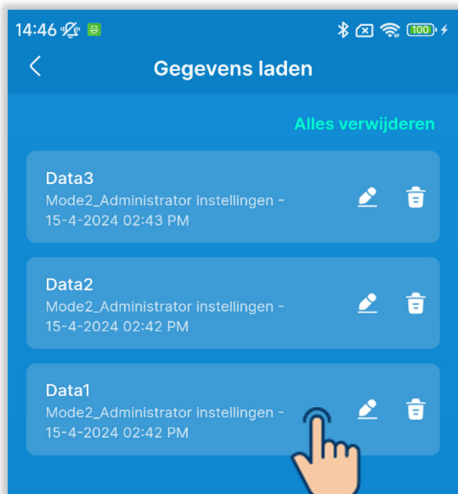 14:46 100
Gegevens laden
Alles verwijderen
Data3
Mode2_Administrator instellingen -
15-4-2024 02:43 PM
Data2
Mode2_Administrator instellingen -
15-4-2024 02:42 PM
Data1
Mode2_Administrator instellingen -
15-4-2024 02:42 PM